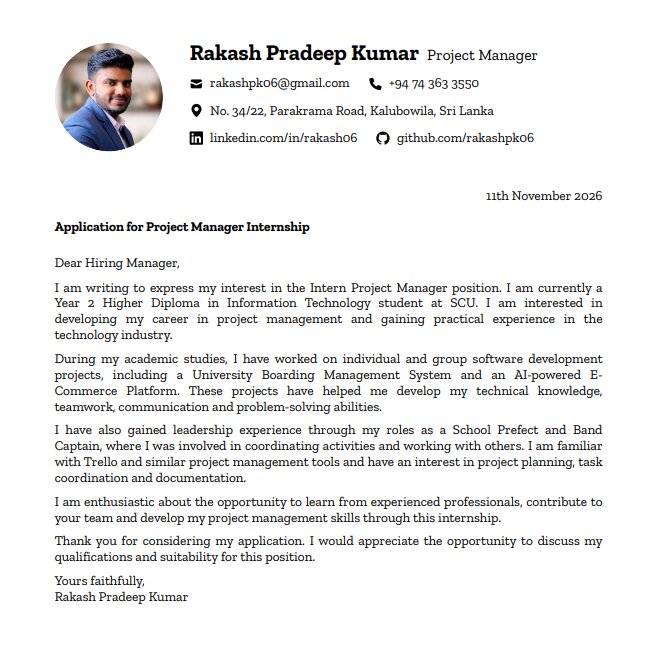 Rakash Pradeep Kumar Project Manager
rakashpk06@gmail.com +94 74 363 3550
No. 34/22, Parakrama Road, Kalubowila, Sri Lanka
linkedin.com/in/rakash06 github.com/rakashpk06
11th November 2026
Application for Project Manager Internship
Dear Hiring Manager,
I am writing to express my interest in the Intern Project Manager position. I am currently a
Year 2 Higher Diploma in Information Technology student at SCU. I am interested in
developing my career in project management and gaining practical experience in the
technology industry.
During my academic studies, I have worked on individual and group software development
projects, including a University Boarding Management System and an AI-powered E-
Commerce Platform. These projects have helped me develop my technical knowledge,
teamwork, communication and problem-solving abilities.
I have also gained leadership experience through my roles as a School Prefect and Band
Captain, where I was involved in coordinating activities and working with others. I am familiar
with Trello and similar project management tools and have an interest in project planning, task
coordination and documentation.
I am enthusiastic about the opportunity to learn from experienced professionals, contribute to
your team and develop my project management skills through this internship.
Thank you for considering my application. I would appreciate the opportunity to discuss my
qualifications and suitability for this position.
Yours faithfully,
Rakash Pradeep Kumar